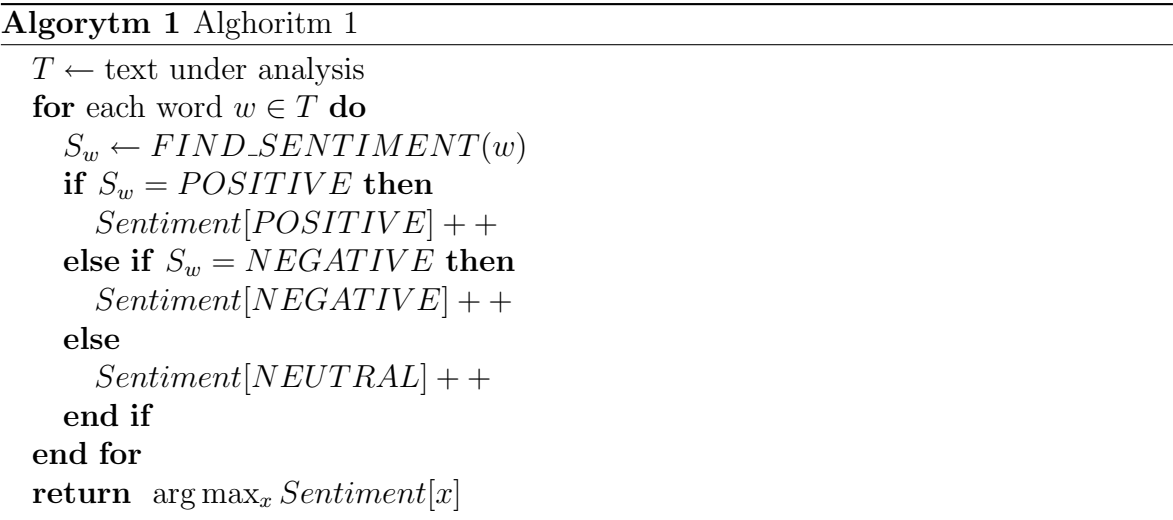 Algorytm 1 Alghoritm 1
T ← text under analysis
for each word w ∈ T do
S_w ← FIND_SENTIMENT(w)
if S_w = POSITIVE then
Sentiment[POSITIVE] + +
else if S_w = NEGATIVE then
Sentiment[NEGATIVE] + +
else
Sentiment[NEUTRAL] + +
end if
end for
return arg max_x Sentiment[x]